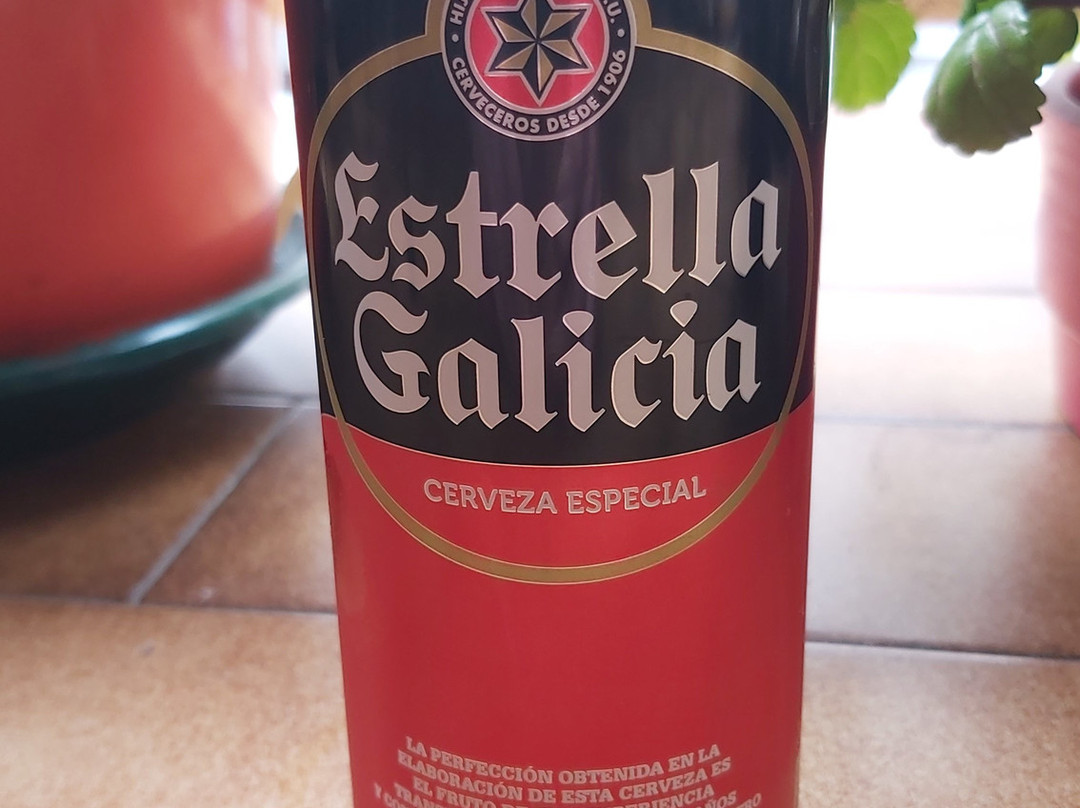 CERVECEROS DESDE 1906
Estrella
Galicia
CERVEZA ESPECIAL
LA PERFECCIÓN OBTENIDA EN LA
ELABORACIÓN DE ESTA CERVEZA ES
EL FRUTO DE